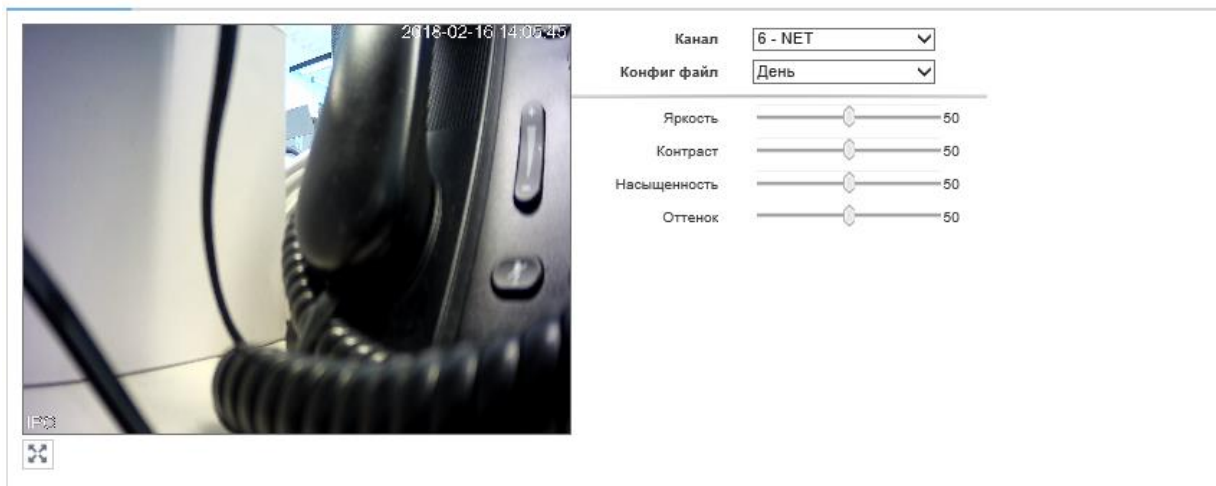 2018-02-16 14:05:45
Канал
6 - NET
Конфиг файл
День
Яркость
50
Контраст
50
Насыщенность
50
Оттенок
50
IPC